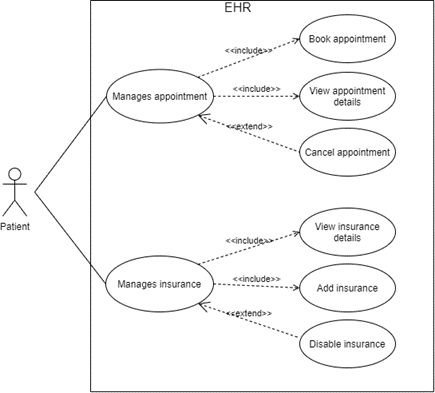 EHR
Book appointment
<<include>>
Manages appointment
<<include>>
View appointment
details
<<extend>>
Cancel appointment
Patient
View insurance
details
<<include>>
Manages insurance
<<include>>
Add insurance
<<extend>>
Disable insurance